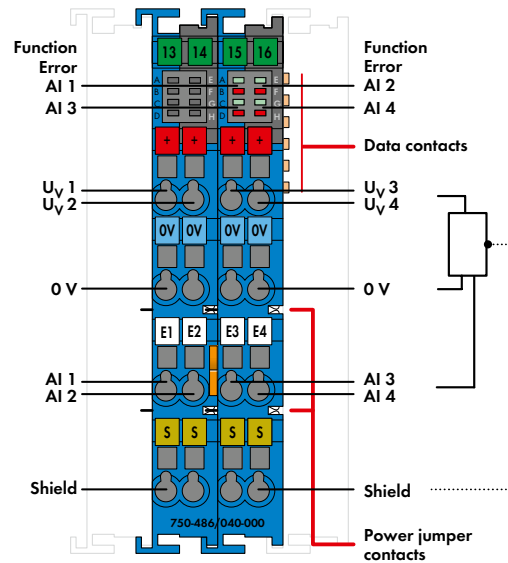 13 14 15 16
Function Error
AI 1
AI 3
Function Error
AI 2
AI 4
A E A E
B F B F
C G C G
D H D H
+ + + +
Data contacts
Uᵥ 1
Uᵥ 2
Uᵥ 3
Uᵥ 4
0V 0V 0V 0V
0 V
0 V
E1 E2 E3 E4
AI 1
AI 2
AI 3
AI 4
S S S S
Shield
Shield
750-486/040-000
Power jumper
contacts